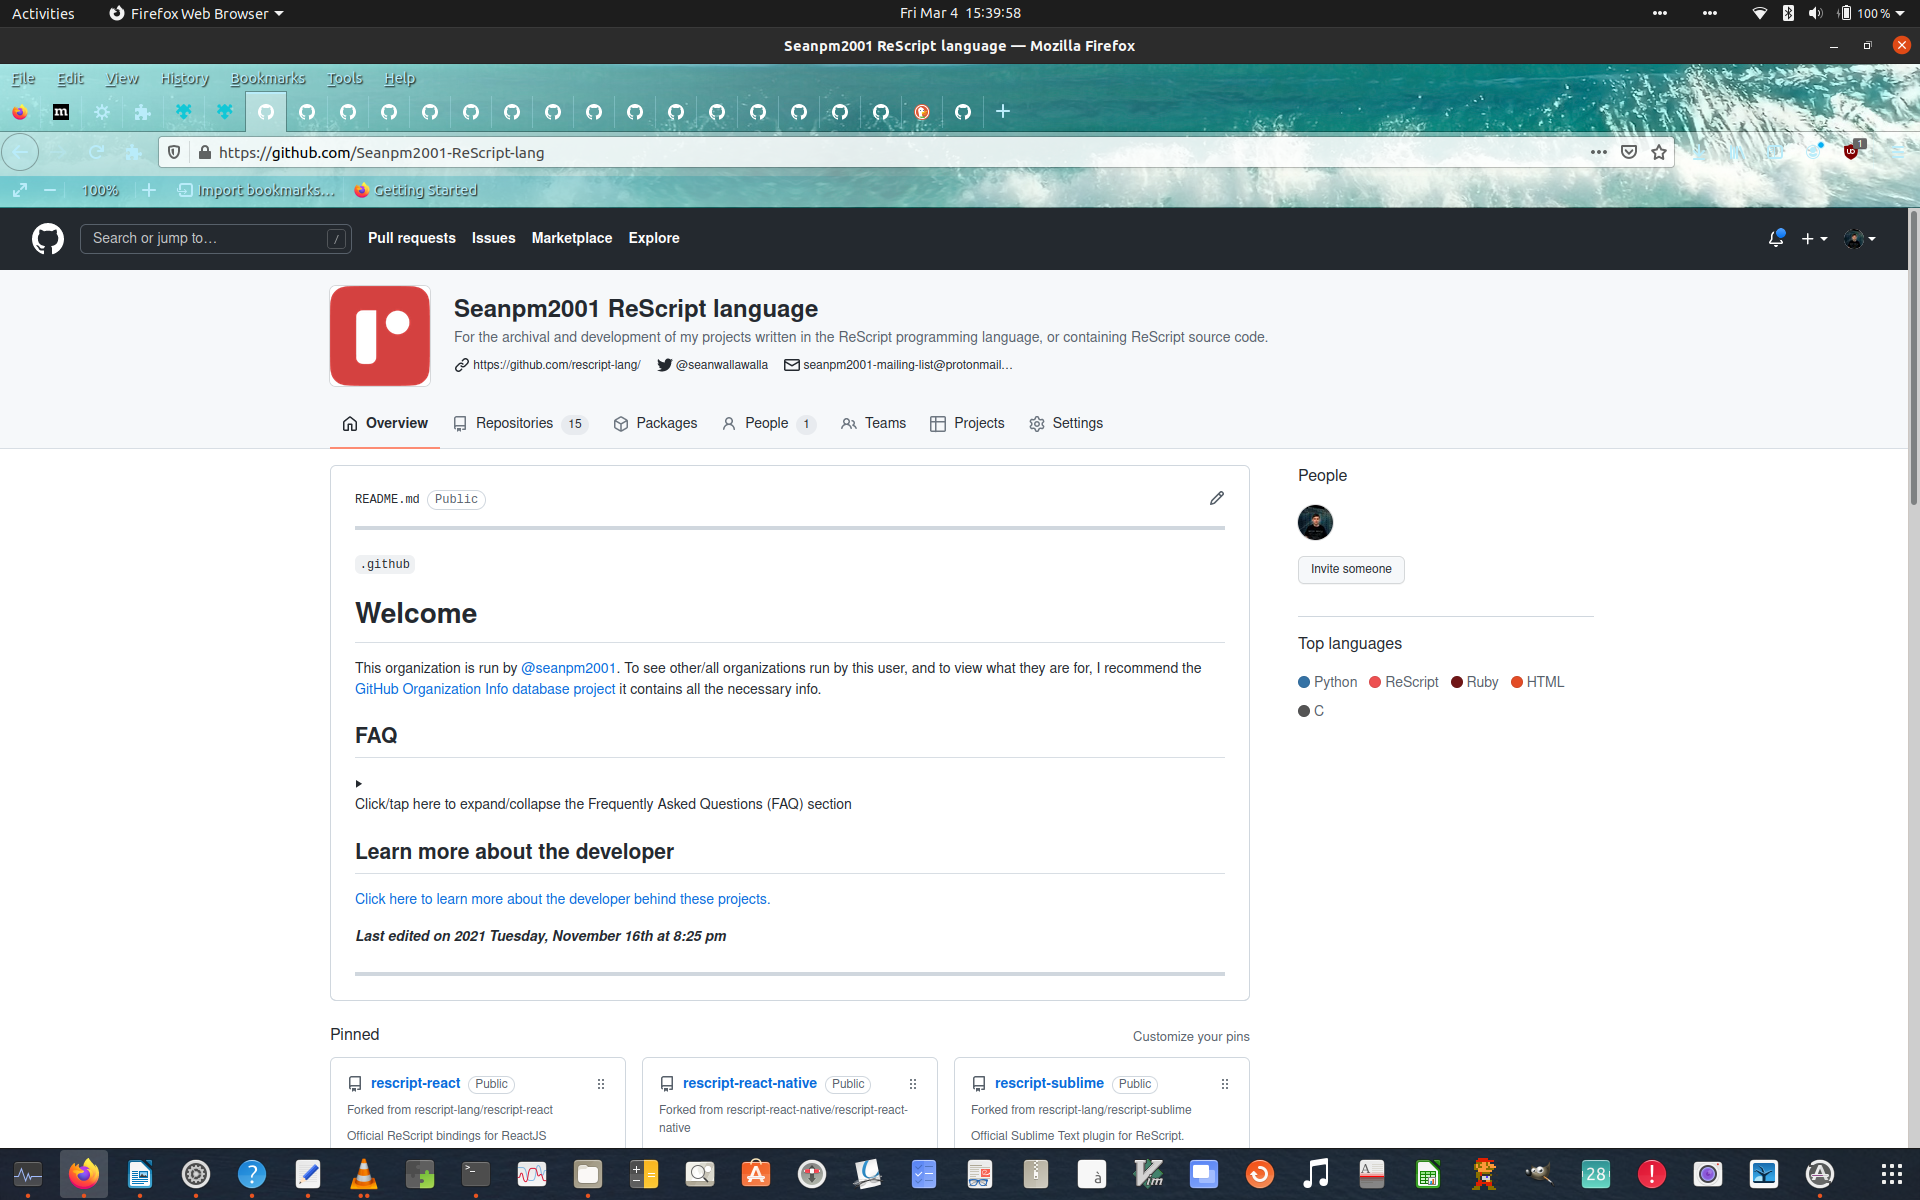 Activities
Firefox Web Browser
Fri Mar 4 15:39:58
100 %
Seanpm2001 ReScript language — Mozilla Firefox
File Edit View History Bookmarks Tools Help
https://github.com/Seanpm2001-ReScript-lang
1
100%
Import bookmarks...
Getting Started
Search or jump to…
/
Pull requests
Issues
Marketplace
Explore
Seanpm2001 ReScript language
For the archival and development of my projects written in the ReScript programming language, or containing ReScript source code.
https://github.com/rescript-lang/
@seanwallawalla
seanpm2001-mailing-list@protonmail…
Overview
Repositories 15
Packages
People 1
Teams
Projects
Settings
README.md Public
.github
Welcome
This organization is run by @seanpm2001. To see other/all organizations run by this user, and to view what they are for, I recommend the
GitHub Organization Info database project it contains all the necessary info.
FAQ
Click/tap here to expand/collapse the Frequently Asked Questions (FAQ) section
Learn more about the developer
Click here to learn more about the developer behind these projects.
Last edited on 2021 Tuesday, November 16th at 8:25 pm
People
Invite someone
Top languages
Python ReScript Ruby HTML
C
Pinned
Customize your pins
rescript-react Public
Forked from rescript-lang/rescript-react
Official ReScript bindings for ReactJS
rescript-react-native Public
Forked from rescript-react-native/rescript-react-
native
rescript-sublime Public
Forked from rescript-lang/rescript-sublime
Official Sublime Text plugin for ReScript.
28